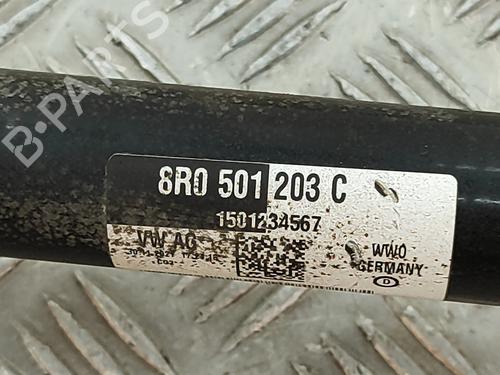 B-PARTS
8R0 501 203 C
1501234567
VW AG
WWO
GERMANY
D